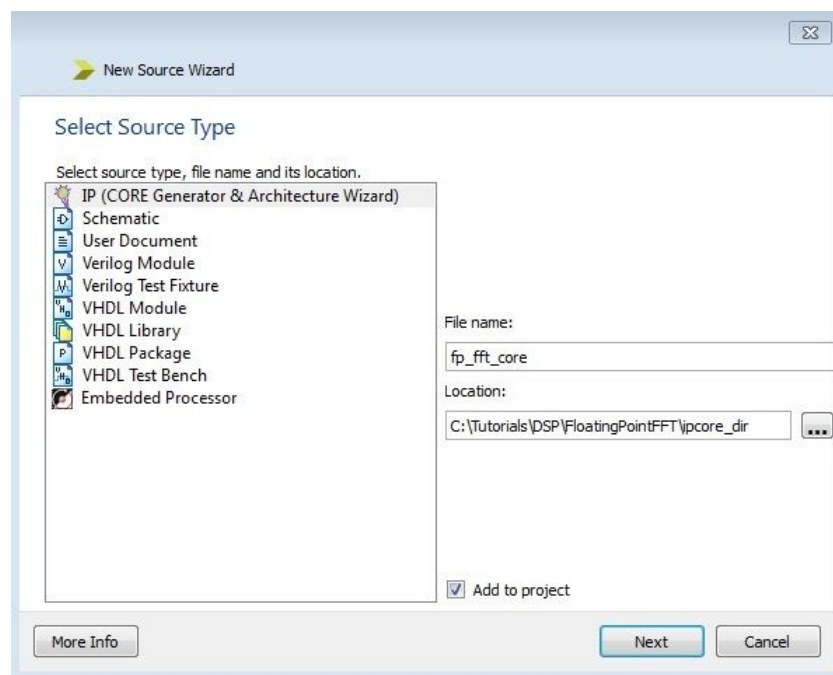 New Source Wizard
Select Source Type
Select source type, file name and its location.
IP (CORE Generator & Architecture Wizard)
Schematic
User Document
Verilog Module
Verilog Test Fixture
VHDL Module
VHDL Library
VHDL Package
VHDL Test Bench
Embedded Processor
File name:
fp_fft_core
Location:
C:\Tutorials\DSP\FloatingPointFFT\ipcore_dir
...
Add to project
More Info
Next
Cancel